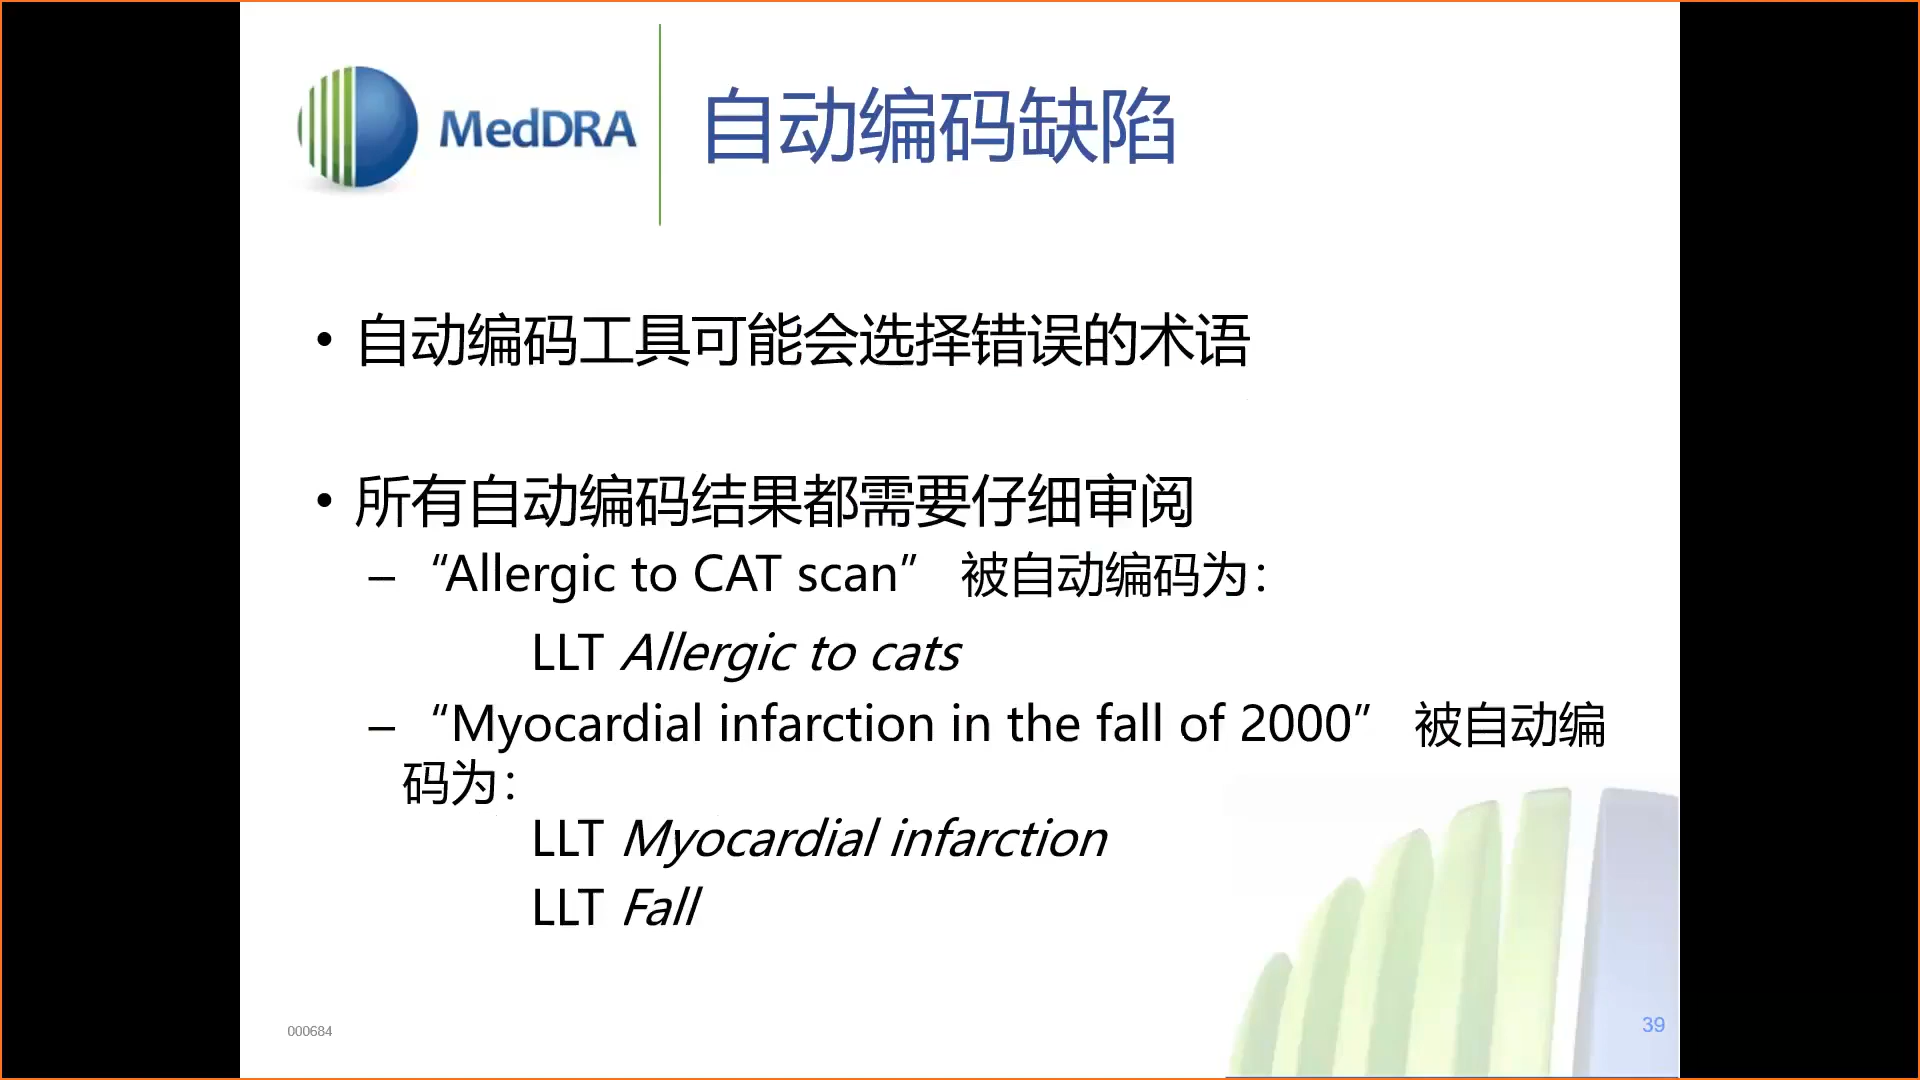 MedDRA
自动编码缺陷
• 自动编码工具可能会选择错误的术语
• 所有自动编码结果都需要仔细审阅
– “Allergic to CAT scan” 被自动编码为：
LLT Allergic to cats
– “Myocardial infarction in the fall of 2000” 被自动编
码为：
LLT Myocardial infarction
LLT Fall
000684
39